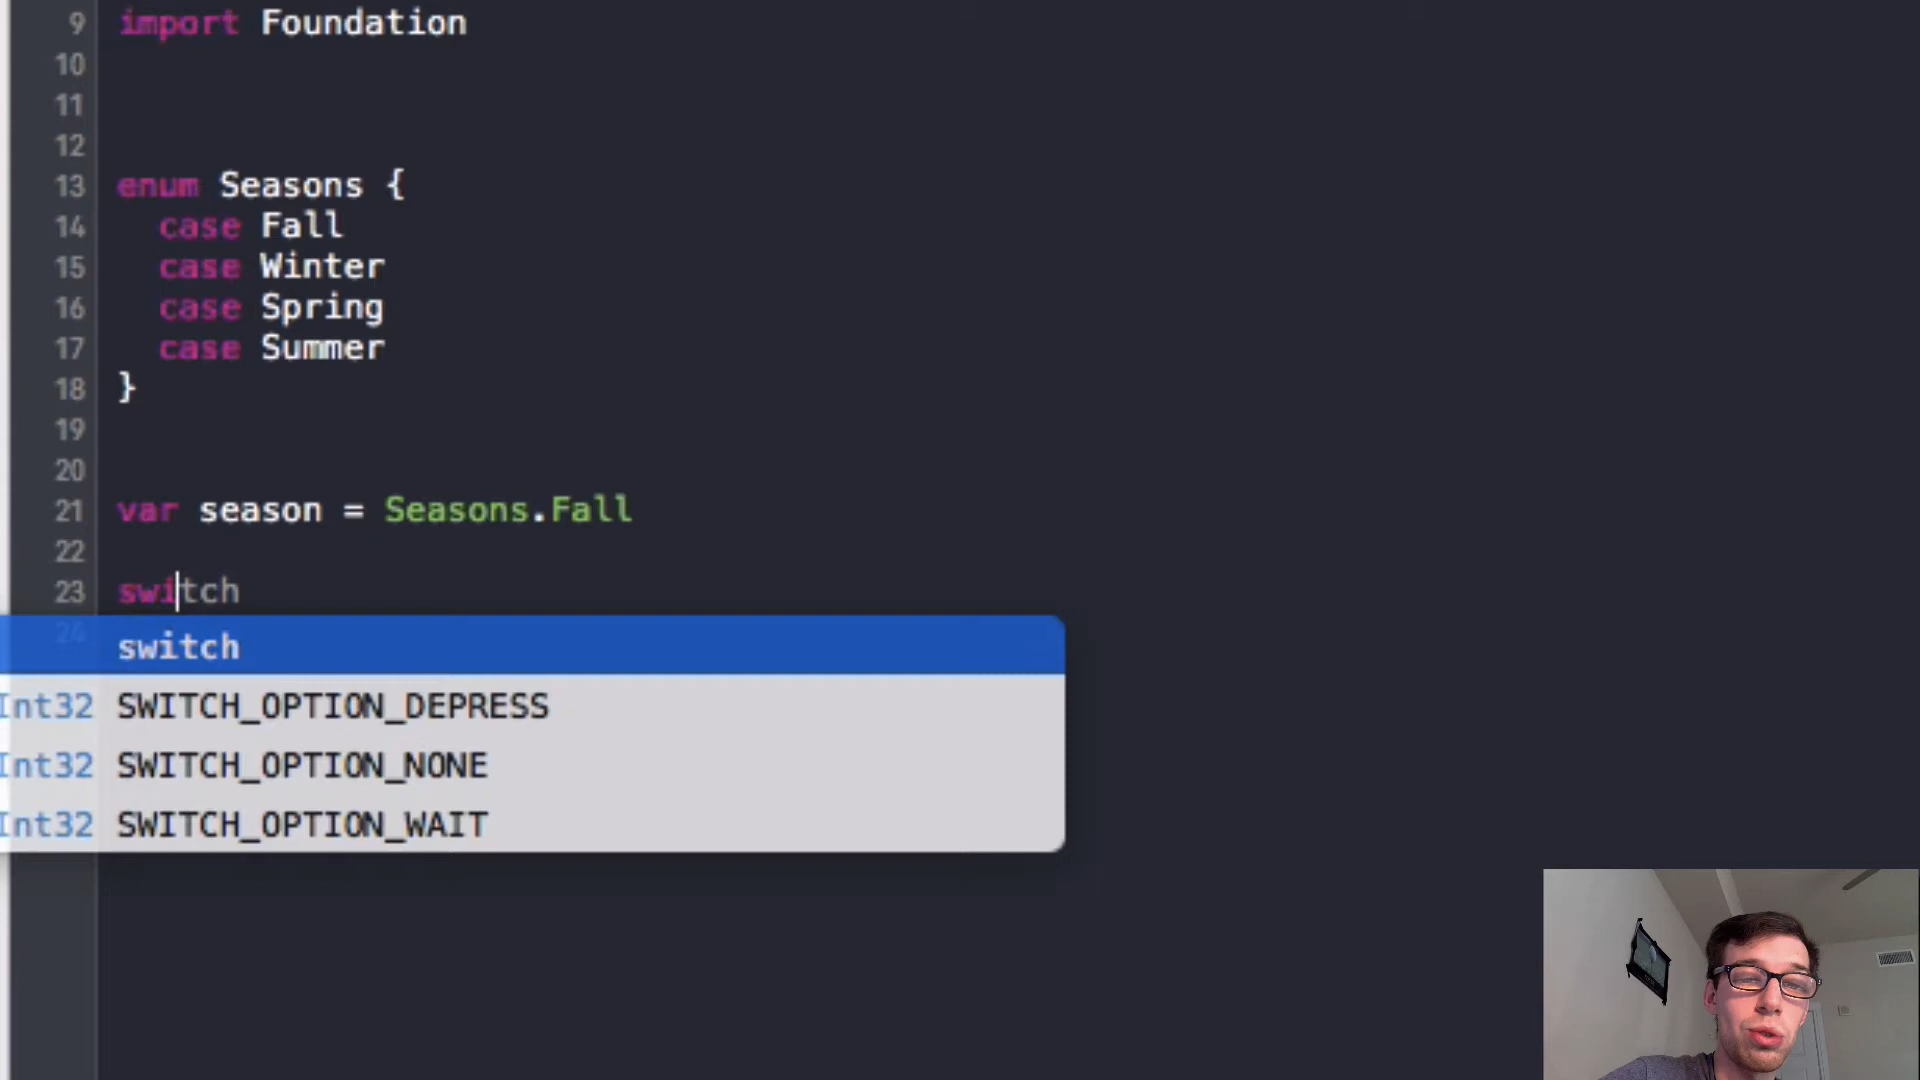 9 import Foundation
10
11
12
13 enum Seasons {
14 case Fall
15 case Winter
16 case Spring
17 case Summer
18 }
19
20
21 var season = Seasons.Fall
22
23 switch
24
switch
Int32 SWITCH_OPTION_DEPRESS
Int32 SWITCH_OPTION_NONE
Int32 SWITCH_OPTION_WAIT